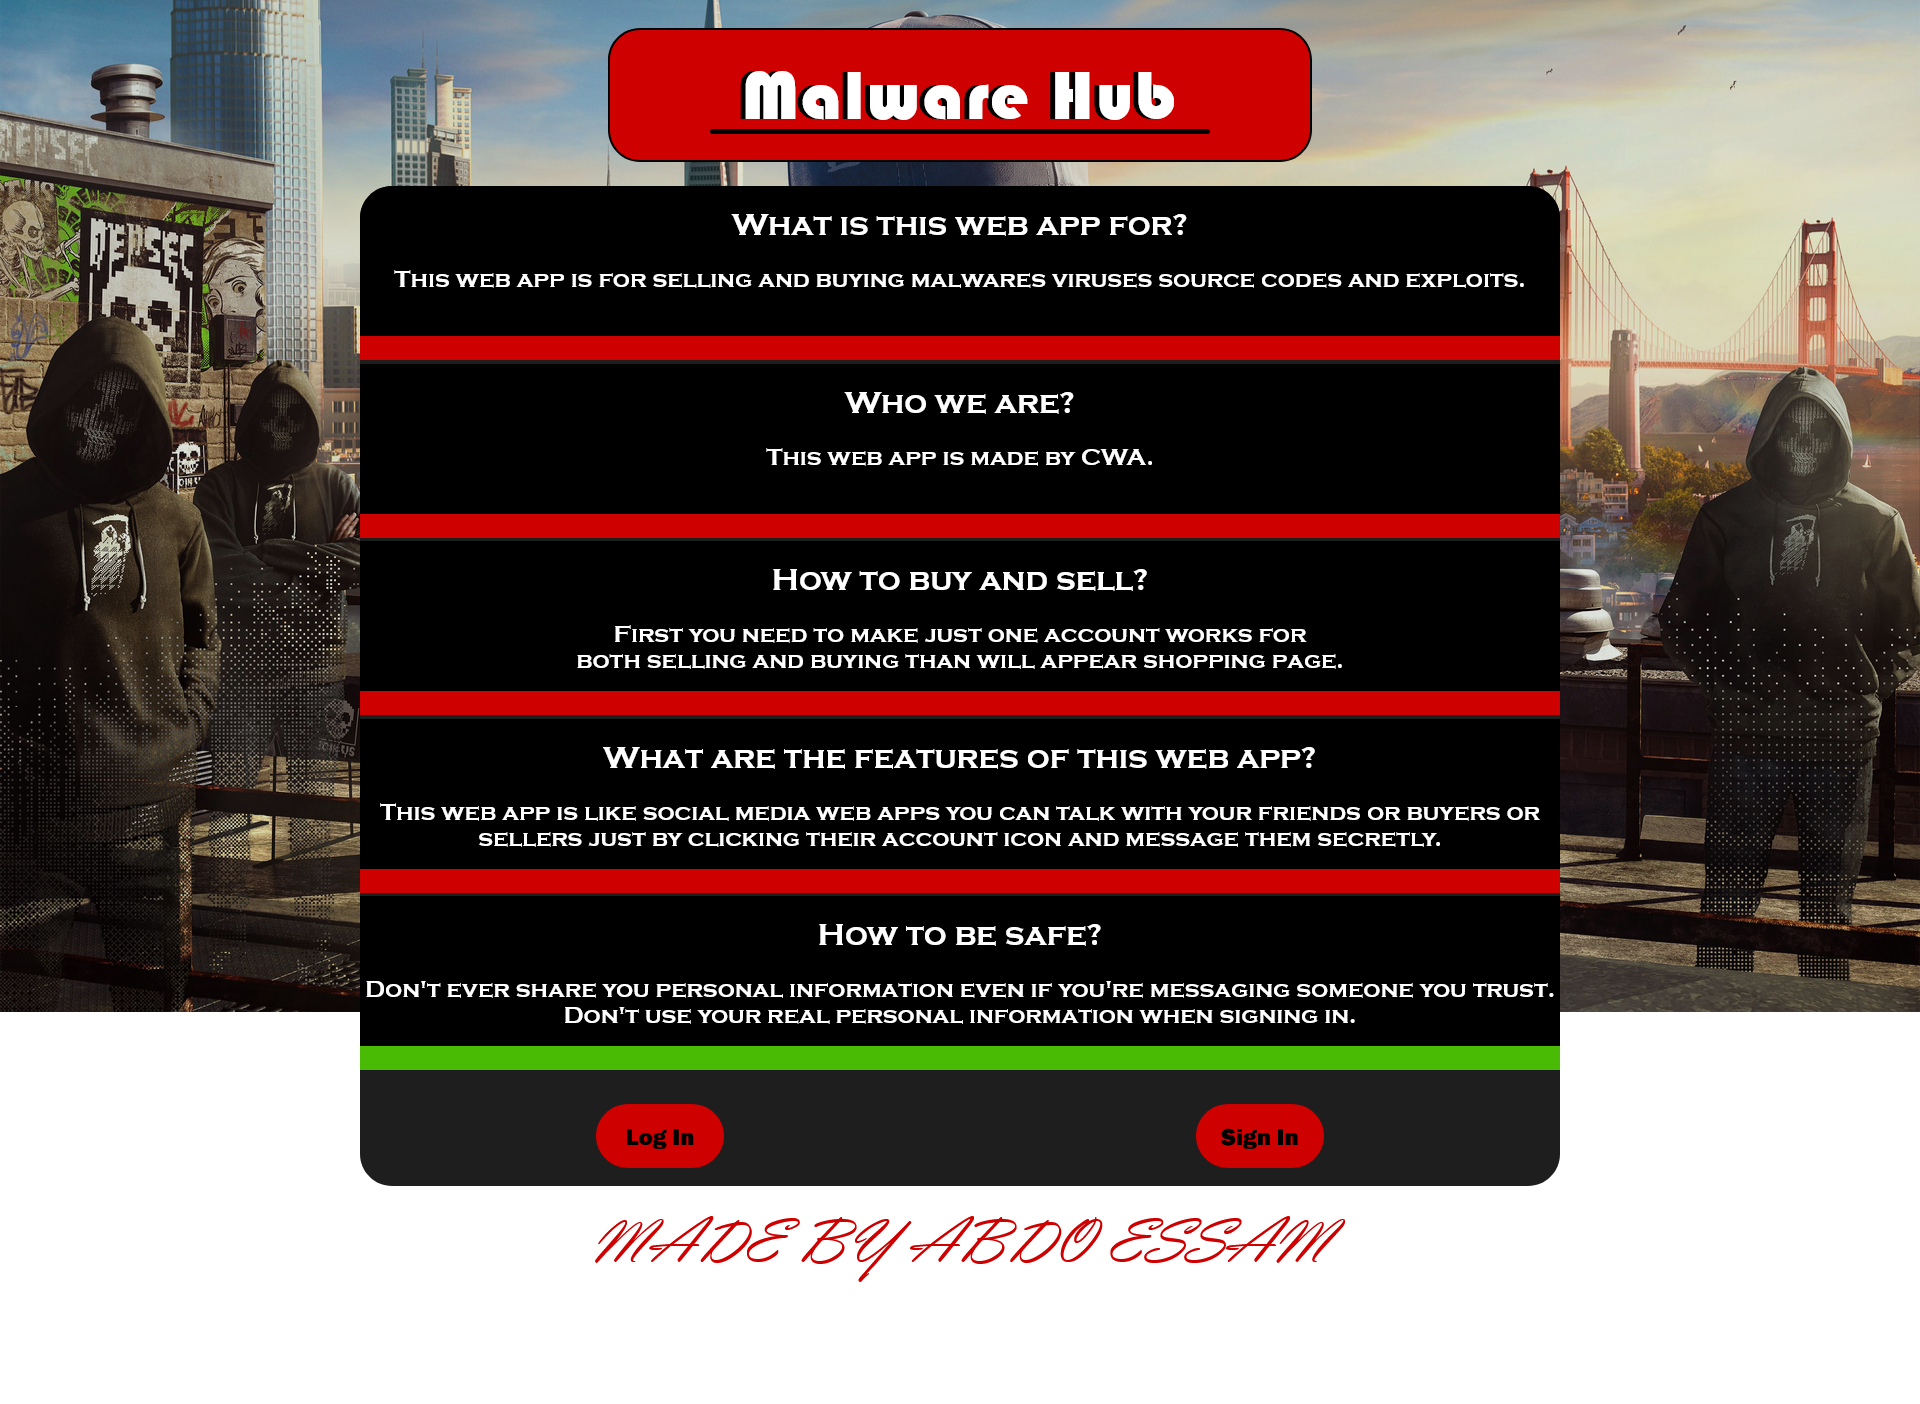 Malware Hub
DEDSEC
What is this web app for?
This web app is for selling and buying malwares viruses source codes and exploits.
Who we are?
This web app is made by CWA.
How to buy and sell?
First you need to make just one account works for
both selling and buying than will appear shopping page.
What are the features of this web app?
This web app is like social media web apps you can talk with your friends or buyers or
sellers just by clicking their account icon and message them secretly.
How to be safe?
Don't ever share you personal information even if you're messaging someone you trust.
Don't use your real personal information when signing in.
Log In
Sign In
MADE BY ABDO ESSAM